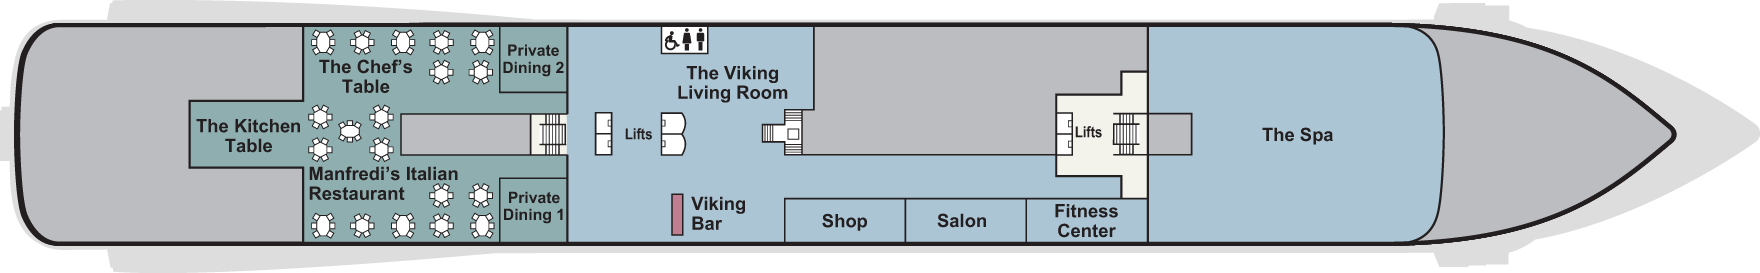 The Chef's
Table
Private
Dining 2
The Kitchen
Table
Manfredi's Italian
Restaurant
Private
Dining 1
The Viking
Living Room
Lifts
Viking
Bar
Shop
Salon
Fitness
Center
Lifts
The Spa